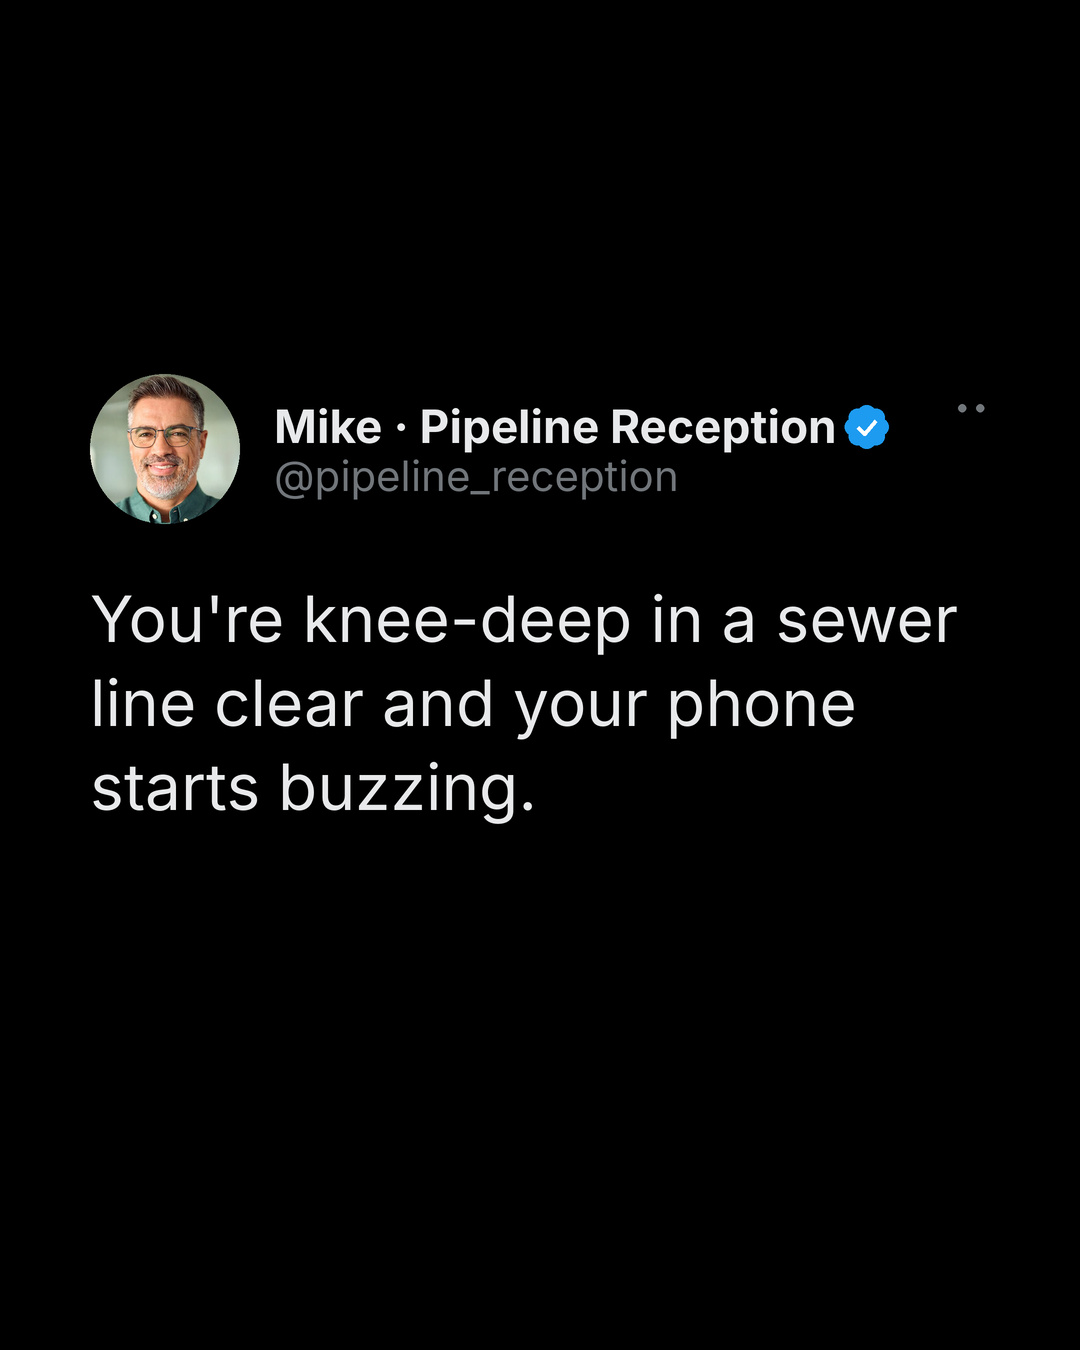 Mike · Pipeline Reception
@pipeline_reception
You're knee-deep in a sewer
line clear and your phone
starts buzzing.